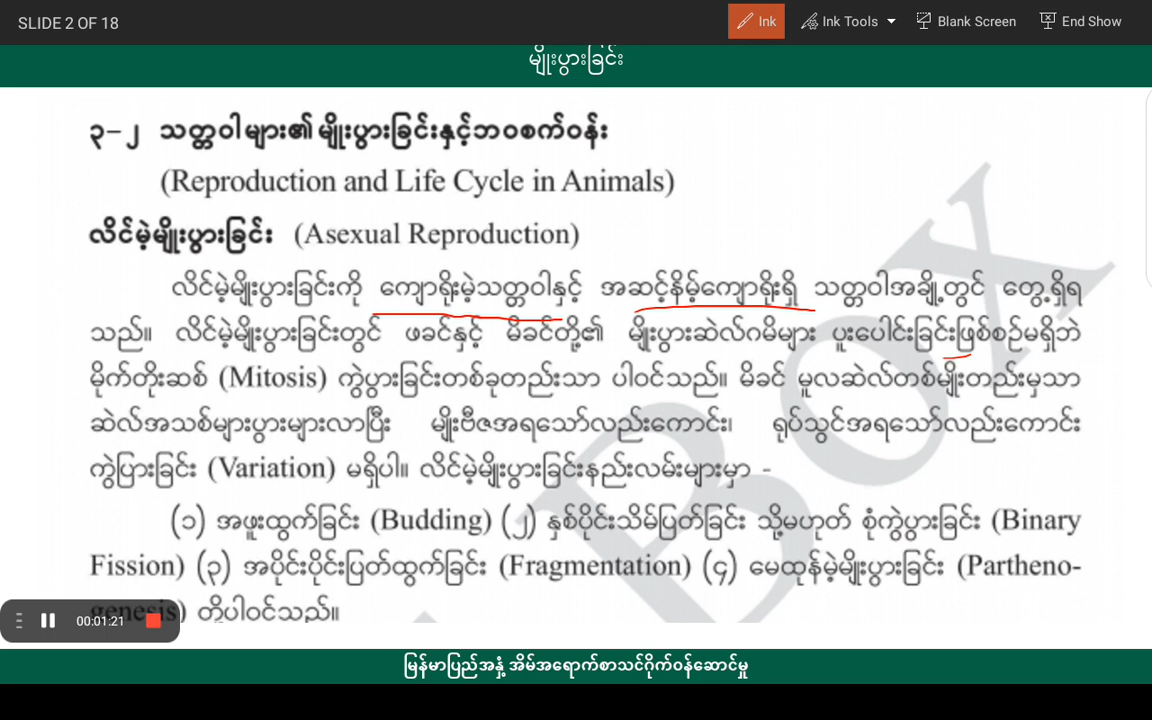 SLIDE 2 OF 18
Ink
Ink Tools
Blank Screen
End Show
မျိုးပွားခြင်း
၃–၂ သတ္တဝါများ၏ မျိုးပွားခြင်းနှင့်ဘဝစက်ဝန်း
(Reproduction and Life Cycle in Animals)
လိင်မဲ့မျိုးပွားခြင်း (Asexual Reproduction)
လိင်မဲ့မျိုးပွားခြင်းကို ကျောရိုးမဲ့သတ္တဝါနှင့် အဆင့်နိမ့်ကျောရိုးရှိ သတ္တဝါအချို့တွင် တွေ့ရှိရ
သည်။ လိင်မဲ့မျိုးပွားခြင်းတွင် ဖခင်နှင့် မိခင်တို့၏ မျိုးပွားဆဲလ်ဂမိများ ပူးပေါင်းခြင်းဖြစ်စဉ်မရှိဘဲ
မိုက်တိုးဆစ် (Mitosis) ကွဲပွားခြင်းတစ်ခုတည်းသာ ပါဝင်သည်။ မိခင် မူလဆဲလ်တစ်မျိုးတည်းမှသာ
ဆဲလ်အသစ်များပွားများလာပြီး မျိုးဗီဇအရသော်လည်းကောင်း၊ ရုပ်သွင်အရသော်လည်းကောင်း
ကွဲပြားခြင်း (Variation) မရှိပါ။ လိင်မဲ့မျိုးပွားခြင်းနည်းလမ်းများမှာ -
(၁) အဖူးထွက်ခြင်း (Budding) (၂) နှစ်ပိုင်းသိမ်ပြတ်ခြင်း သို့မဟုတ် စုံကွဲပွားခြင်း (Binary
Fission) (၃) အပိုင်းပိုင်းပြတ်ထွက်ခြင်း (Fragmentation) (၄) မေထုန်မဲ့မျိုးပွားခြင်း (Partheno-
genesis) တို့ပါဝင်သည်။
00:01:21
BOX
မြန်မာပြည်အနှံ့ အိမ်အရောက်စာသင်ဂိုက်ဝန်ဆောင်မှု